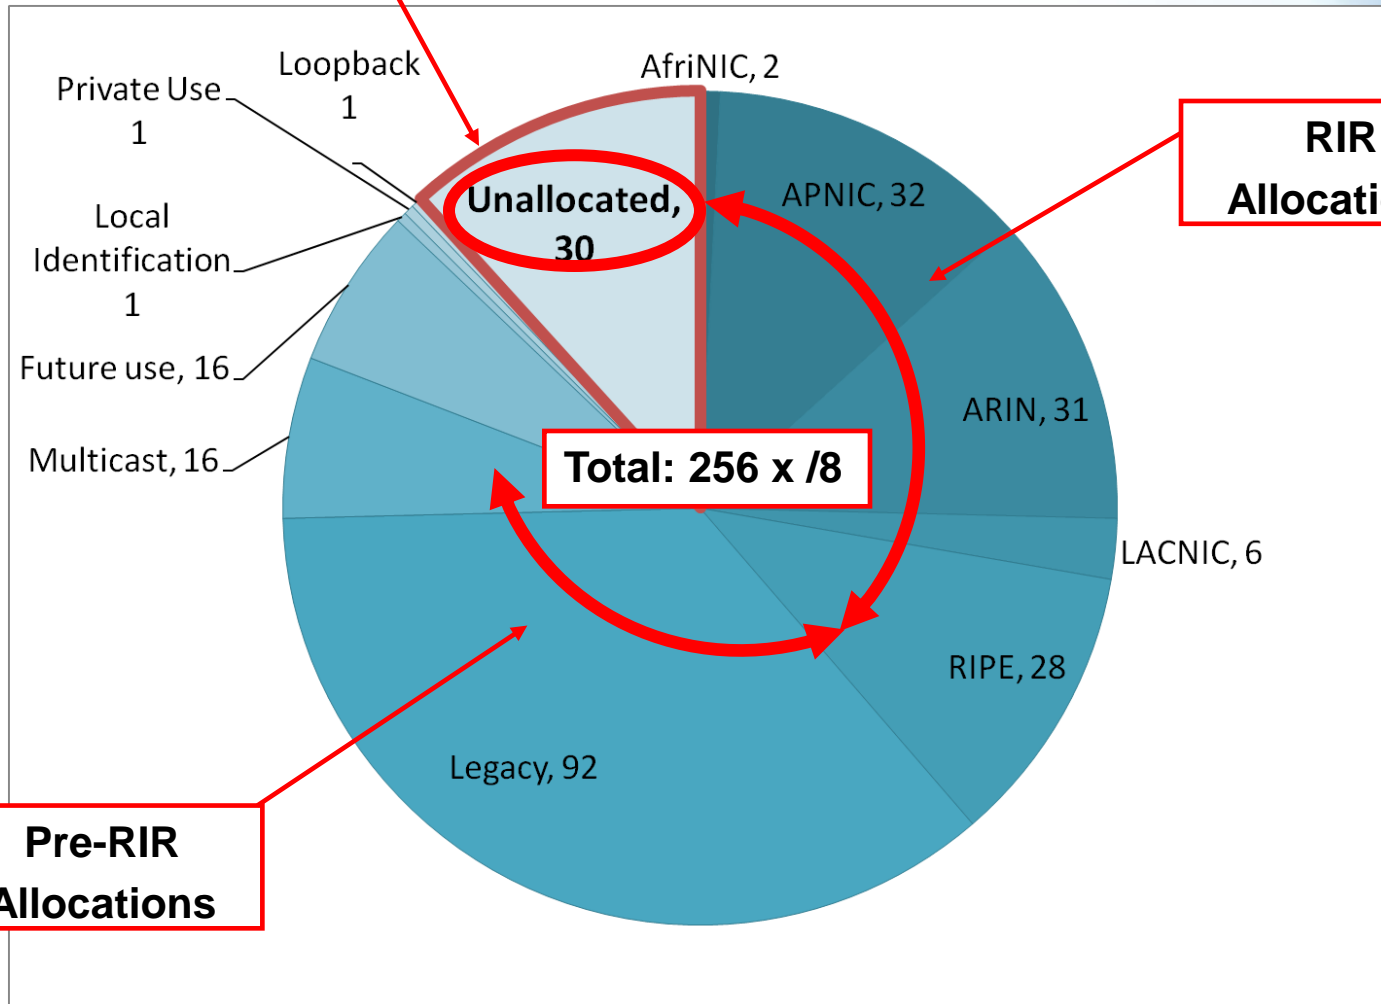 Loopback
1
Private Use
1
Local
Identification
1
Future use, 16
Multicast, 16
AfriNIC, 2
Unallocated,
30
APNIC, 32
RIR
Allocati
ARIN, 31
Total: 256 x /8
LACNIC, 6
RIPE, 28
Legacy, 92
Pre-RIR
Allocations